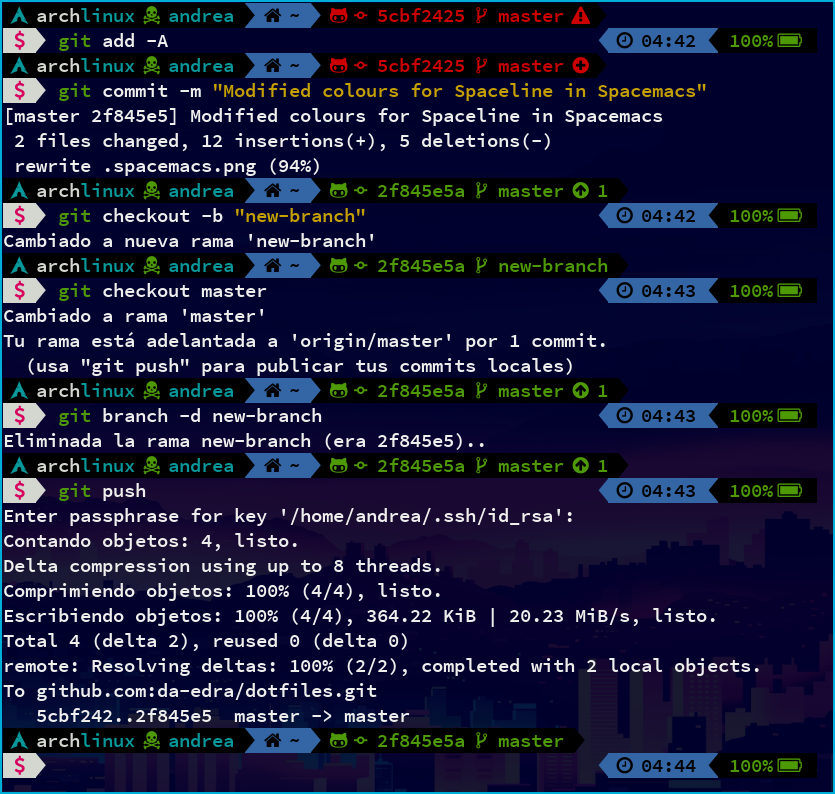 archlinux andrea ~ 5cbf2425 master
$ git add -A 04:42 100%
archlinux andrea ~ 5cbf2425 master
$ git commit -m "Modified colours for Spaceline in Spacemacs"
[master 2f845e5] Modified colours for Spaceline in Spacemacs
2 files changed, 12 insertions(+), 5 deletions(-)
rewrite .spacemacs.png (94%)
archlinux andrea ~ 2f845e5a master 1
$ git checkout -b "new-branch" 04:42 100%
Cambiado a nueva rama 'new-branch'
archlinux andrea ~ 2f845e5a new-branch
$ git checkout master 04:43 100%
Cambiado a rama 'master'
Tu rama está adelantada a 'origin/master' por 1 commit.
(usa "git push" para publicar tus commits locales)
archlinux andrea ~ 2f845e5a master 1
$ git branch -d new-branch 04:43 100%
Eliminada la rama new-branch (era 2f845e5)..
archlinux andrea ~ 2f845e5a master 1
$ git push 04:43 100%
Enter passphrase for key '/home/andrea/.ssh/id_rsa':
Contando objetos: 4, listo.
Delta compression using up to 8 threads.
Comprimiendo objetos: 100% (4/4), listo.
Escribiendo objetos: 100% (4/4), 364.22 KiB | 20.23 MiB/s, listo.
Total 4 (delta 2), reused 0 (delta 0)
remote: Resolving deltas: 100% (2/2), completed with 2 local objects.
To github.com:da-edra/dotfiles.git
5cbf242..2f845e5 master -> master
archlinux andrea ~ 2f845e5a master
$ 04:44 100%